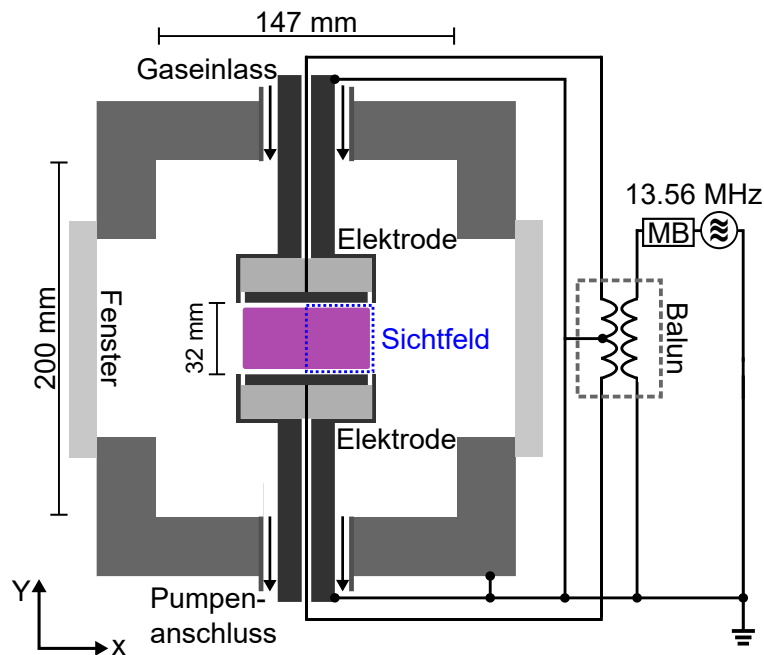 147 mm
Gaseinlass
13.56 MHz
MB
Elektrode
Fenster
200 mm
32 mm
Sichtfeld
Balun
Elektrode
Y
x
Pumpen-
anschluss